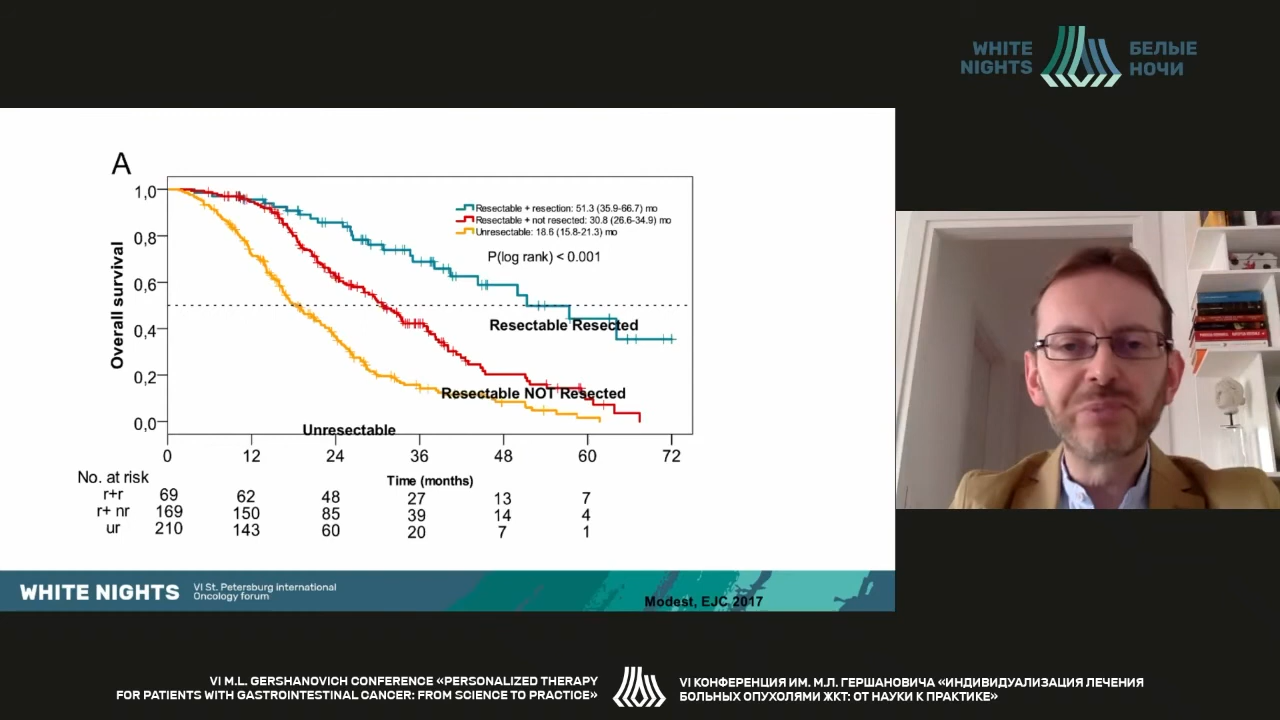 WHITE
NIGHTS
БЕЛЫЕ
НОЧИ
A
Overall survival
1,0
0,8
0,6
0,4
0,2
0,0
Resectable + resection: 51.3 (35.9-66.7) mo
Resectable + not resected: 30.8 (26.6-34.9) mo
Unresectable: 18.6 (15.8-21.3) mo
P(log rank) < 0.001
Resectable Resected
Resectable NOT Resected
Unresectable
0 12 24 36 48 60 72
Time (months)
No. at risk
r+r 69 62 48 27 13 7
r+ nr 169 150 85 39 14 4
ur 210 143 60 20 7 1
WHITE NIGHTS
VI St. Petersburg international
Oncology forum
Modest, EJC 2017
VI M.L. GERSHANOVICH CONFERENCE «PERSONALIZED THERAPY
FOR PATIENTS WITH GASTROINTESTINAL CANCER: FROM SCIENCE TO PRACTICE»
VI КОНФЕРЕНЦИЯ ИМ. М.Л. ГЕРШАНОВИЧА «ИНДИВИДУАЛИЗАЦИЯ ЛЕЧЕНИЯ
БОЛЬНЫХ ОПУХОЛЯМИ ЖКТ: ОТ НАУКИ К ПРАКТИКЕ»